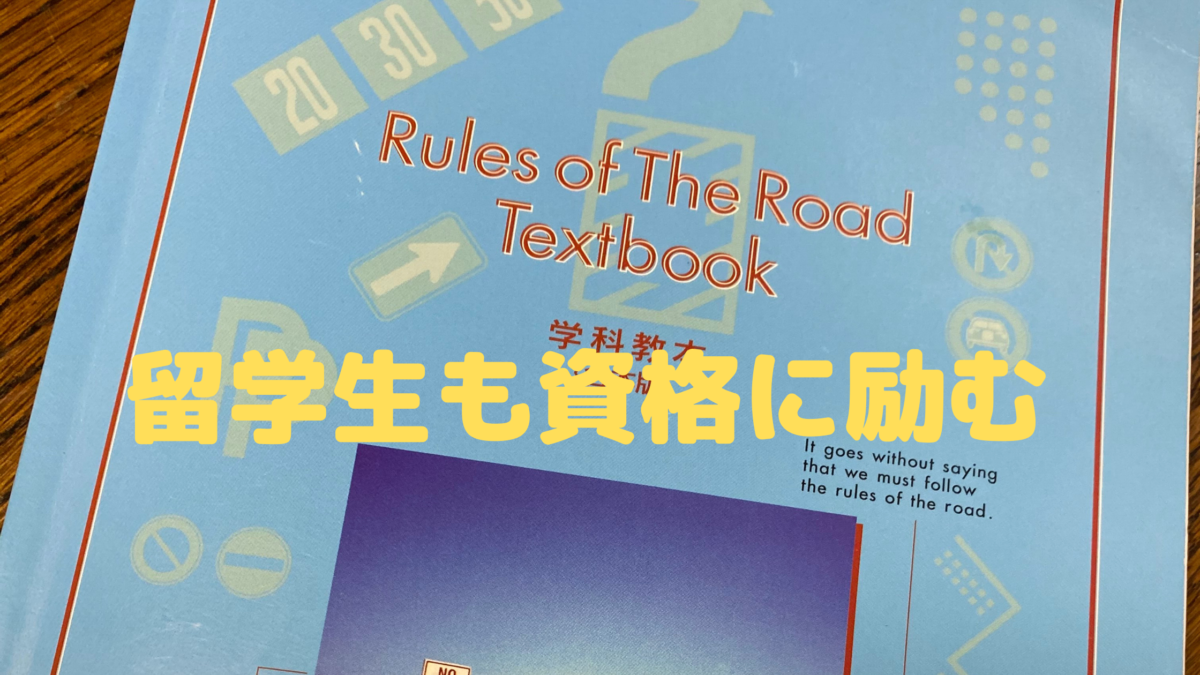 20
30
Rules of The Road
Textbook
学科教本
留学生も資格に励む
It goes without saying
that we must follow
the rules of the road.
P
NO